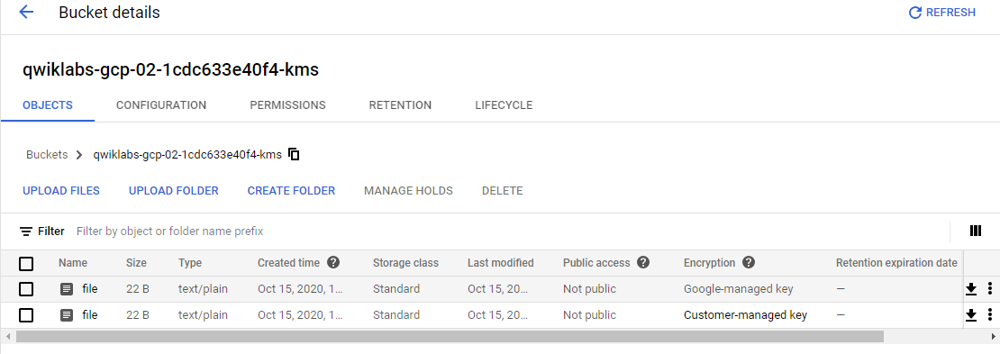 Bucket details REFRESH
qwiklabs-gcp-02-1cdc633e40f4-kms
OBJECTS CONFIGURATION PERMISSIONS RETENTION LIFECYCLE
Buckets > qwiklabs-gcp-02-1cdc633e40f4-kms
UPLOAD FILES UPLOAD FOLDER CREATE FOLDER MANAGE HOLDS DELETE
Filter Filter by object or folder name prefix
Name Size Type Created time ? Storage class Last modified Public access ? Encryption ? Retention expiration date
file 22 B text/plain Oct 15, 2020, 1... Standard Oct 15, 20... Not public Google-managed key —
file 22 B text/plain Oct 15, 2020, 1... Standard Oct 15, 20... Not public Customer-managed key —